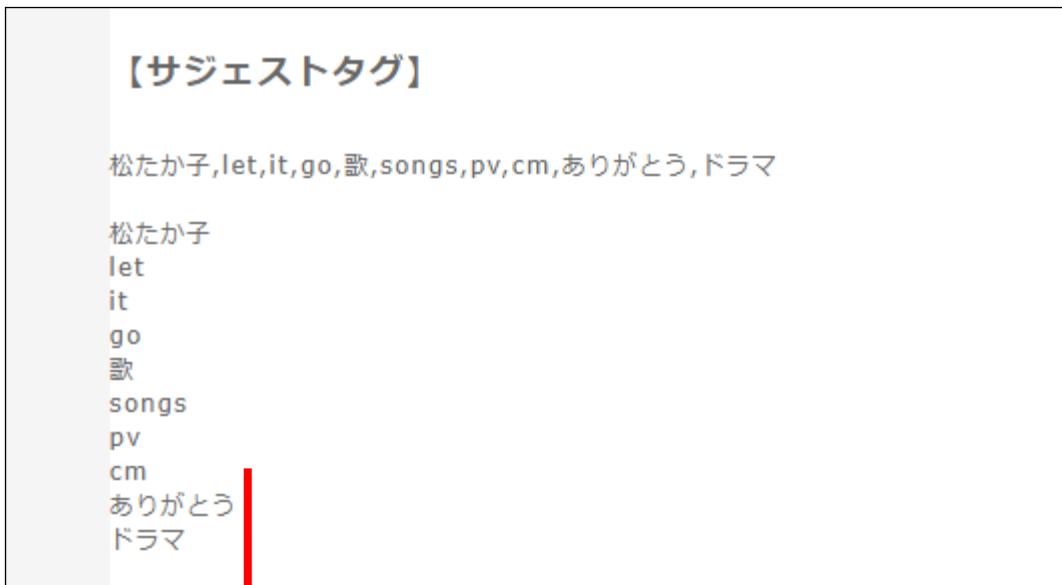 【サジェストタグ】
松たか子,let,it,go,歌,songs,pv,cm,ありがとう,ドラマ
松たか子
let
it
go
歌
songs
pv
cm
ありがとう
ドラマ